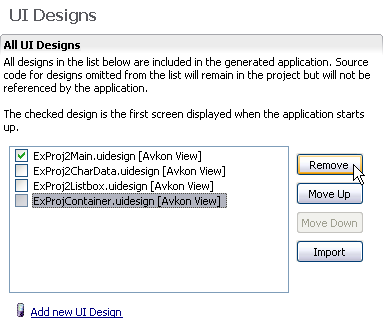 UI Designs
All UI Designs
All designs in the list below are included in the generated application. Source
code for designs omitted from the list will remain in the project but will not be
referenced by the application.
The checked design is the first screen displayed when the application starts
up.
ExProj2Main.uidesign [Avkon View]
ExProj2CharData.uidesign [Avkon View]
ExProj2Listbox.uidesign [Avkon View]
ExProjContainer.uidesign [Avkon View]
Remove
Move Up
Move Down
Import
Add new UI Design